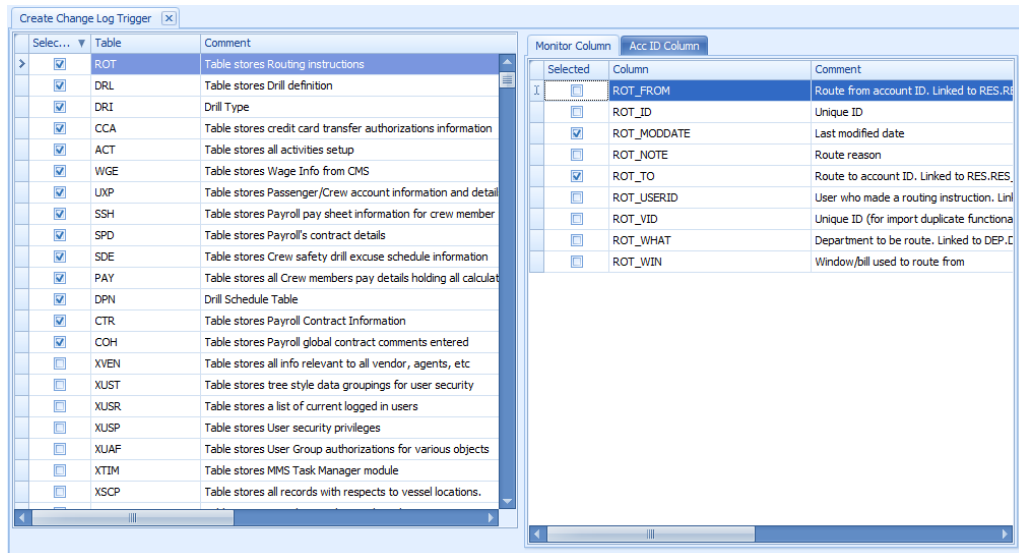 Create Change Log Trigger
Selec... Table Comment
ROT Table stores Routing instructions
DRL Table stores Drill definition
DRI Drill Type
CCA Table stores credit card transfer authorizations information
ACT Table stores all activities setup
WGE Table stores Wage Info from CMS
UXP Table stores Passenger/Crew account information and detail
SSH Table stores Payroll pay sheet information for crew member
SPD Table stores Payroll's contract details
SDE Table stores Crew safety drill excuse schedule information
PAY Table stores all Crew members pay details holding all calculat
DPN Drill Schedule Table
CTR Table stores Payroll Contract Information
COH Table stores Payroll global contract comments entered
XVEN Table stores all info relevant to all vendor, agents, etc
XUST Table stores tree style data groupings for user security
XUSR Table stores a list of current logged in users
XUSP Table stores User security privileges
XUAF Table stores User Group authorizations for various objects
XTIM Table stores MMS Task Manager module
XSCP Table stores all records with respects to vessel locations.
Monitor Column Acc ID Column
Selected Column Comment
ROT_FROM Route from account ID. Linked to RES.RE
ROT_ID Unique ID
ROT_MODDATE Last modified date
ROT_NOTE Route reason
ROT_TO Route to account ID. Linked to RES.RES_
ROT_USERID User who made a routing instruction. Lin
ROT_VID Unique ID (for import duplicate functiona
ROT_WHAT Department to be route. Linked to DEP.D
ROT_WIN Window/bill used to route from